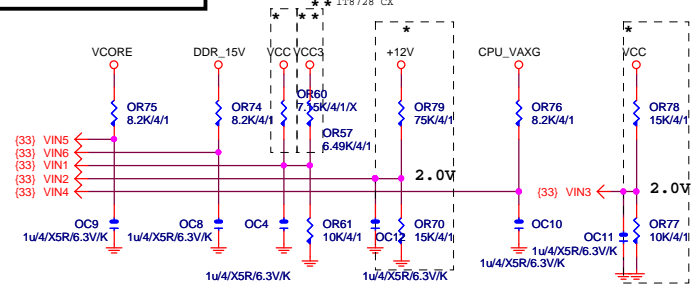 * * IT8728 CX
* * * * *
VCORE DDR_15V VCC VCC3 +12V CPU_VAXG VCC
OR75 OR74 OR60 OR79 OR76 OR78
8.2K/4/1 8.2K/4/1 7.15K/4/1/X 75K/4/1 8.2K/4/1 15K/4/1
OR57
6.49K/4/1
{33} VIN5
{33} VIN6
{33} VIN1
{33} VIN2 2.0V
{33} VIN4 {33} VIN3 2.0V
OC9 OC8 OC4 OR61 OR70 OC10 OR77
1u/4/X5R/6.3V/K 1u/4/X5R/6.3V/K 10K/4/1 15K/4/1 OC11 10K/4/1
1u/4/X5R/6.3V/K
1u/4/X5R/6.3V/K 1u/4/X5R/6.3V/K 1u/4/X5R/6.3V/K